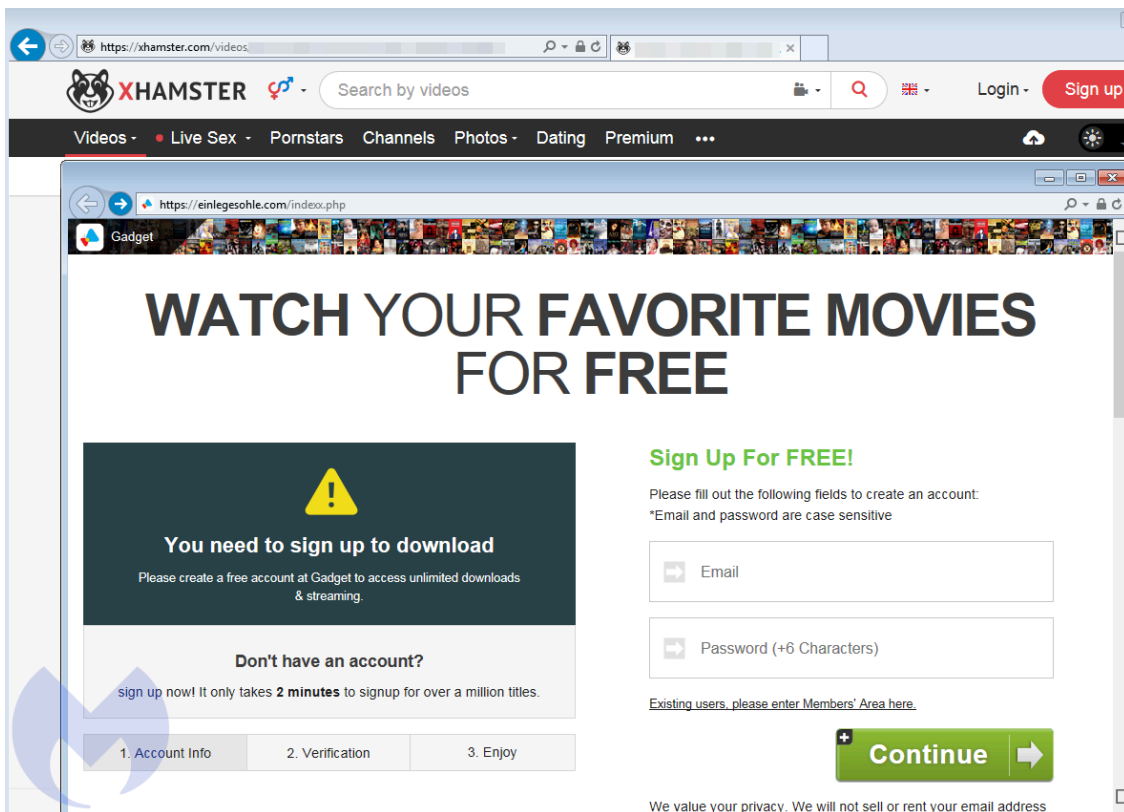 https://xhamster.com/videos
XHAMSTER
Search by videos
Login
Sign up
Videos
Live Sex
Pornstars
Channels
Photos
Dating
Premium
https://einlegesohle.com/indexx.php
Gadget
WATCH YOUR FAVORITE MOVIES
FOR FREE
You need to sign up to download
Please create a free account at Gadget to access unlimited downloads
& streaming.
Don't have an account?
sign up now! It only takes 2 minutes to signup for over a million titles.
1. Account Info
2. Verification
3. Enjoy
Sign Up For FREE!
Please fill out the following fields to create an account:
*Email and password are case sensitive
Email
Password (+6 Characters)
Existing users, please enter Members' Area here.
Continue
We value your privacy. We will not sell or rent your email address